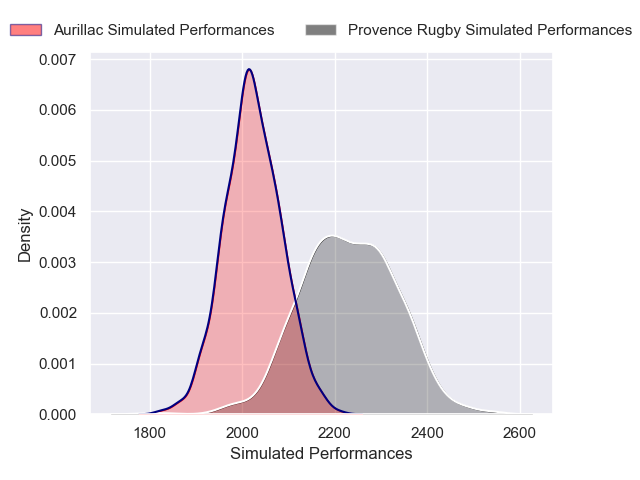 Aurillac Simulated Performances Provence Rugby Simulated Performances
0.007
0.006
0.005
0.004
0.003
0.002
0.001
0.000
Density
1800 2000 2200 2400 2600
Simulated Performances